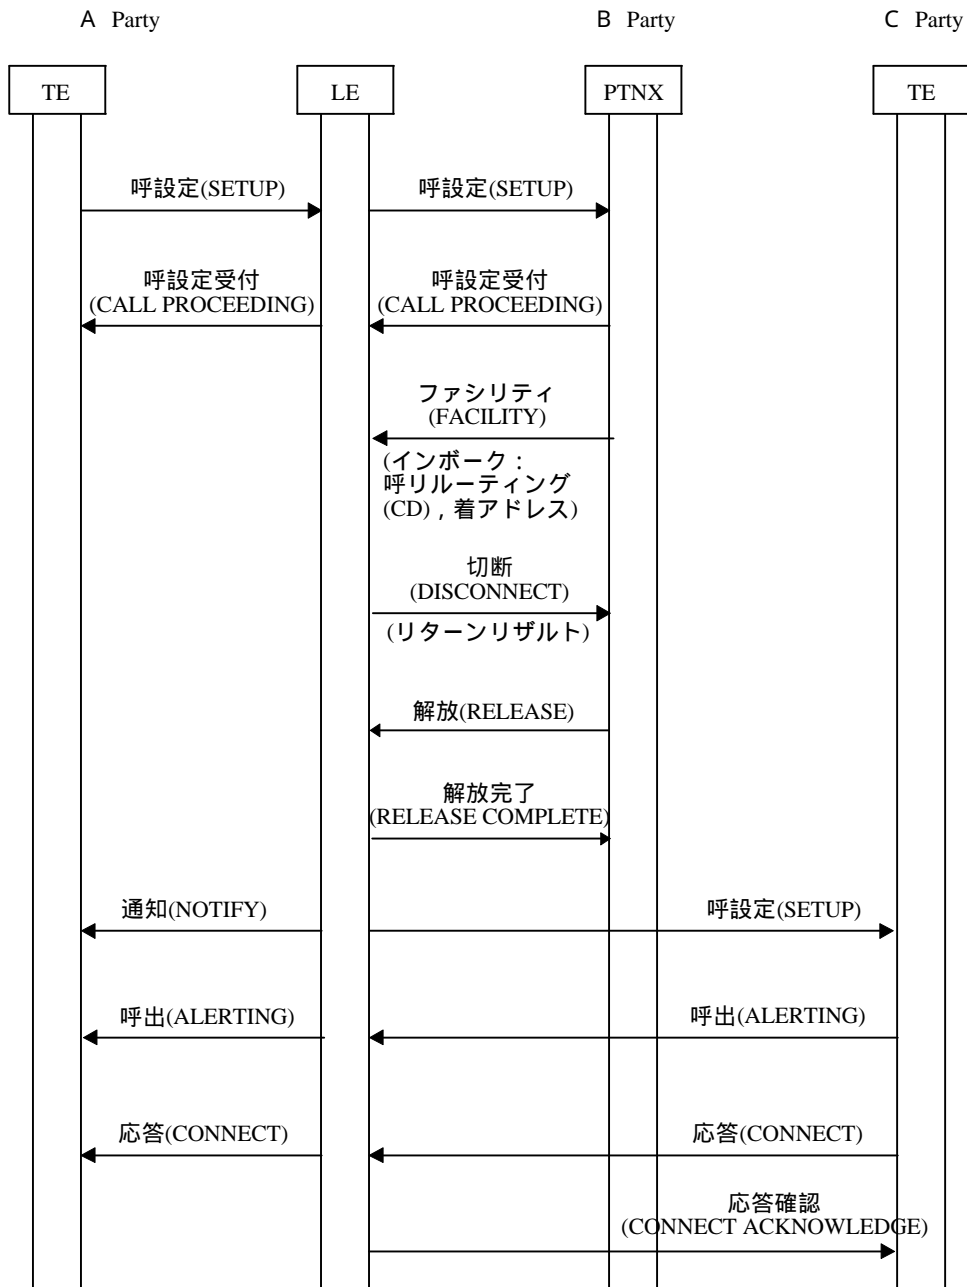 A Party
B Party
C Party
TE
LE
PTNX
TE
呼設定(SETUP)
呼設定(SETUP)
呼設定受付
(CALL PROCEEDING)
呼設定受付
(CALL PROCEEDING)
ファシリティ
(FACILITY)
(インボーク：
呼リルーティング
(CD) , 着アドレス)
切断
(DISCONNECT)
(リターンリザルト)
解放(RELEASE)
解放完了
(RELEASE COMPLETE)
通知(NOTIFY)
呼設定(SETUP)
呼出(ALERTING)
呼出(ALERTING)
応答(CONNECT)
応答(CONNECT)
応答確認
(CONNECT ACKNOWLEDGE)